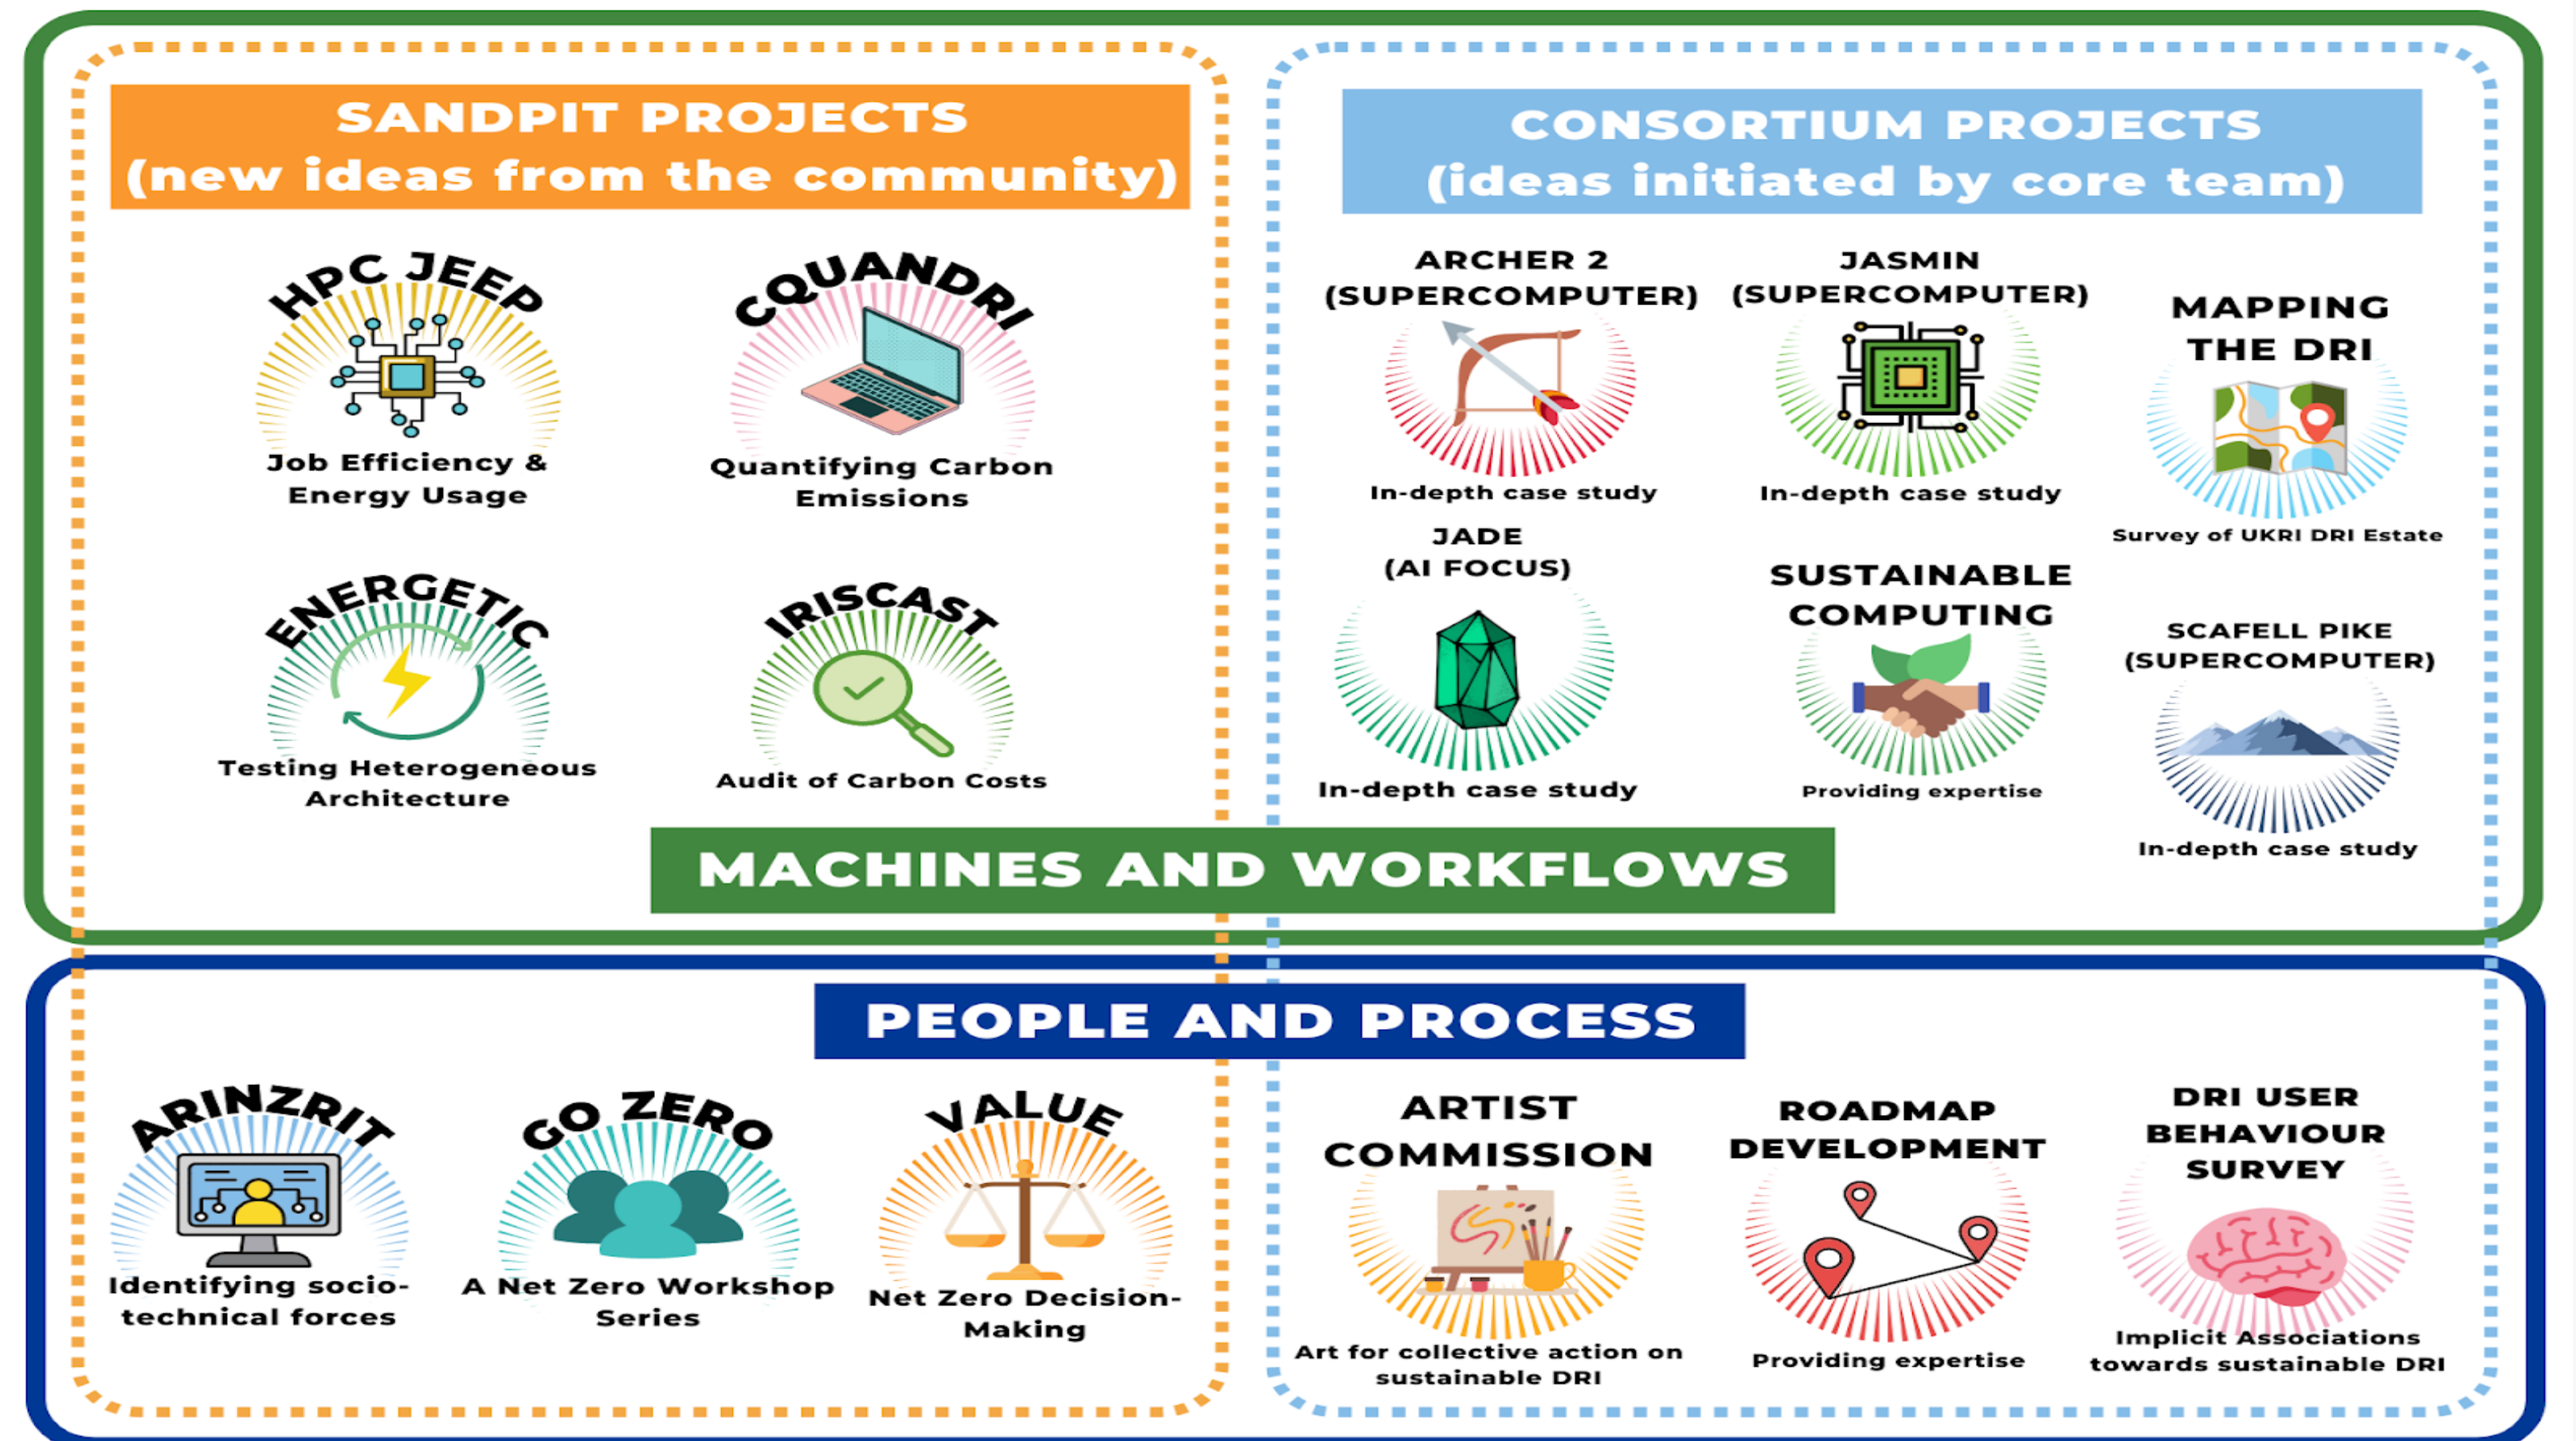 SANDPIT PROJECTS
(new ideas from the community)
HPC JEEP
Job Efficiency &
Energy Usage
CQUANDRI
Quantifying Carbon
Emissions
ENERGETIC
Testing Heterogeneous
Architecture
IRISCAST
Audit of Carbon Costs
CONSORTIUM PROJECTS
(ideas initiated by core team)
ARCHER 2
(SUPERCOMPUTER)
In-depth case study
JASMIN
(SUPERCOMPUTER)
In-depth case study
MAPPING
THE DRI
Survey of UKRI DRI Estate
JADE
(AI FOCUS)
In-depth case study
SUSTAINABLE
COMPUTING
Providing expertise
SCAFELL PIKE
(SUPERCOMPUTER)
In-depth case study
MACHINES AND WORKFLOWS
PEOPLE AND PROCESS
ARINZRIT
Identifying socio-
technical forces
GO ZERO
A Net Zero Workshop
Series
VALUE
Net Zero Decision-
Making
ARTIST
COMMISSION
Art for collective action on
sustainable DRI
ROADMAP
DEVELOPMENT
Providing expertise
DRI USER
BEHAVIOUR
SURVEY
Implicit Associations
towards sustainable DRI